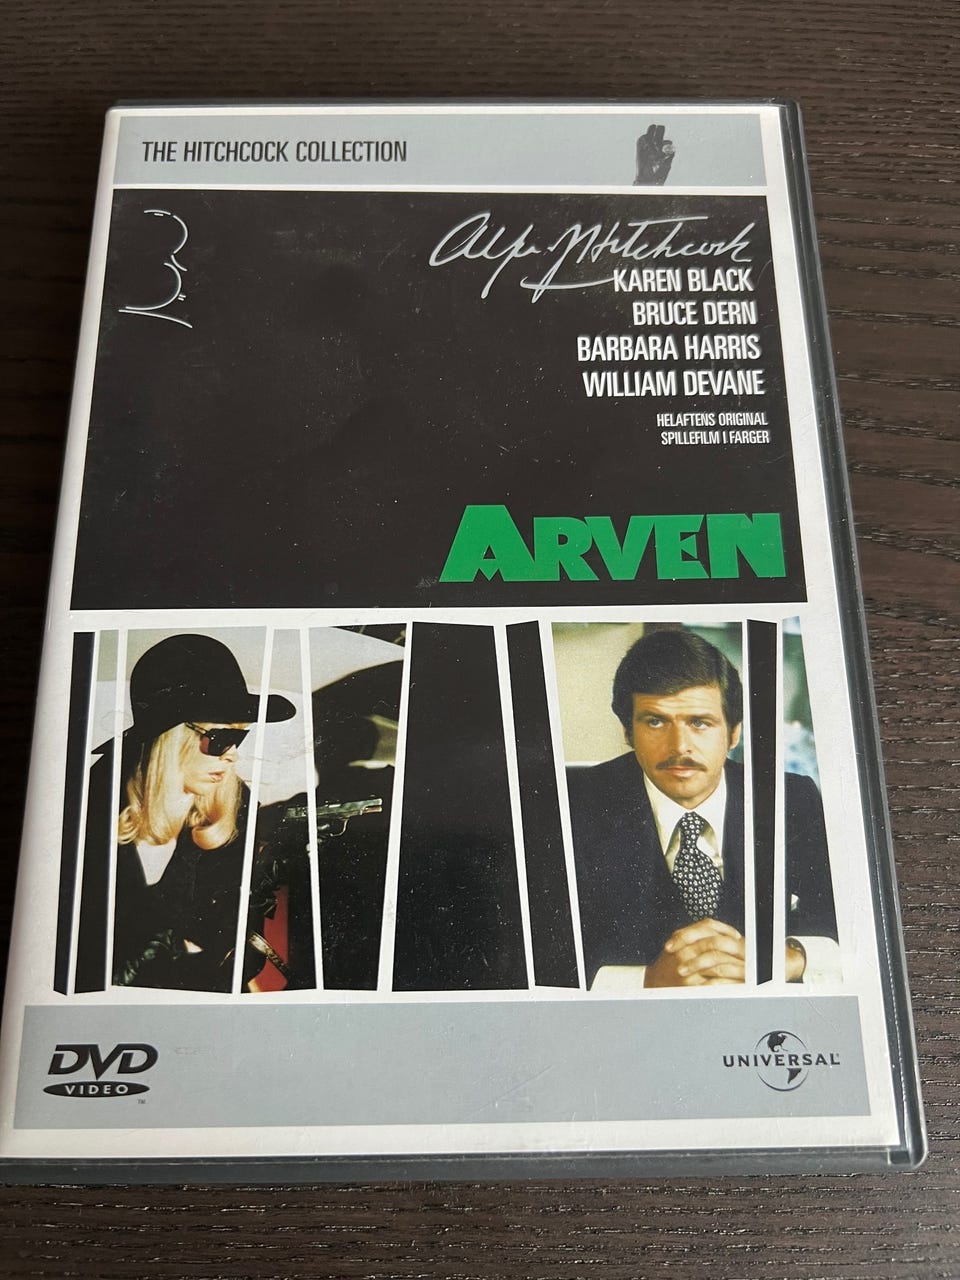 THE HITCHCOCK COLLECTION
Alfred Hitchcock
KAREN BLACK
BRUCE DERN
BARBARA HARRIS
WILLIAM DEVANE
HELAFTENS ORIGINAL
SPILLEFILM I FARGER
ARVEN
DVD
VIDEO
TM
UNIVERSAL